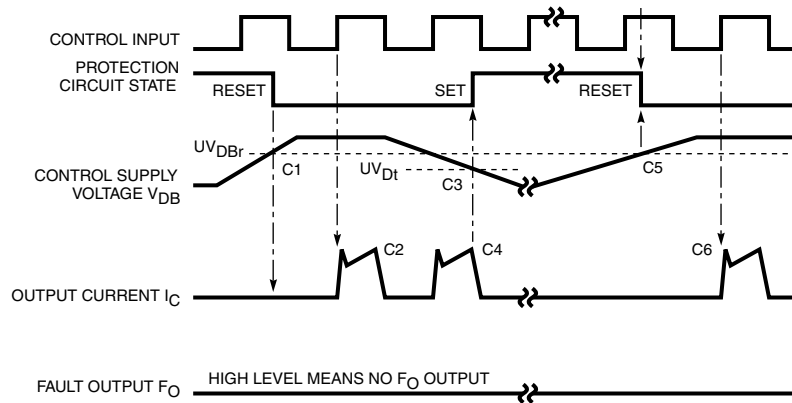 CONTROL INPUT
PROTECTION
CIRCUIT STATE
RESET
SET
RESET
UVDBr
C1
UVDt
C3
C5
CONTROL SUPPLY
VOLTAGE VDB
C2
C4
C6
OUTPUT CURRENT IC
FAULT OUTPUT FO
HIGH LEVEL MEANS NO FO OUTPUT